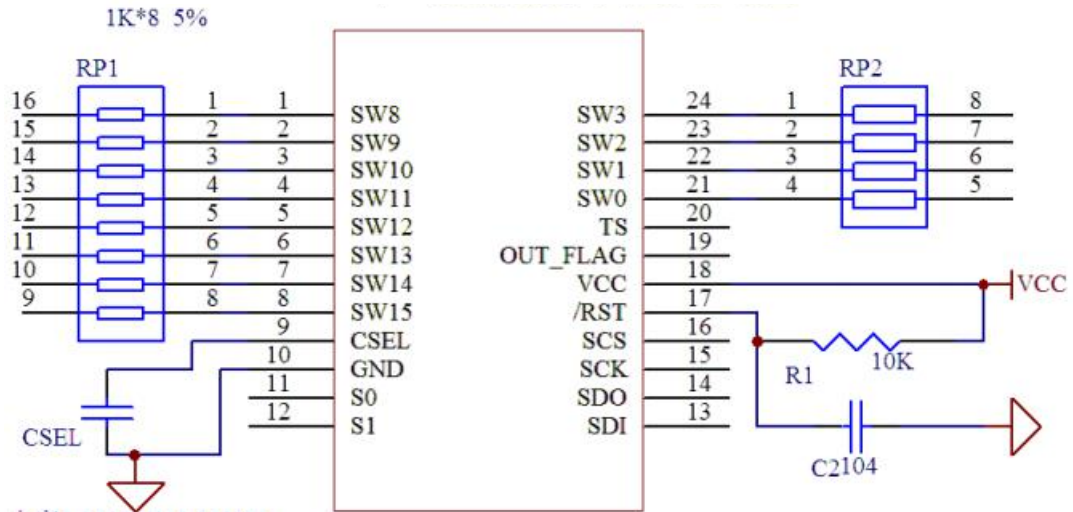 1K*8 5%
RP1
RP2
16 1 1 SW8 SW3 24 1 8
15 2 2 SW9 SW2 23 2 7
14 3 3 SW10 SW1 22 3 6
13 4 4 SW11 SW0 21 4 5
12 5 5 SW12 TS 20
11 6 6 SW13 OUT_FLAG 19
10 7 7 SW14 VCC 18 VCC
9 8 8 SW15 /RST 17
9 CSEL SCS 16
10 GND SCK 15
R1 10K
11 S0 SDO 14
12 S1 SDI 13
CSEL
C2 104